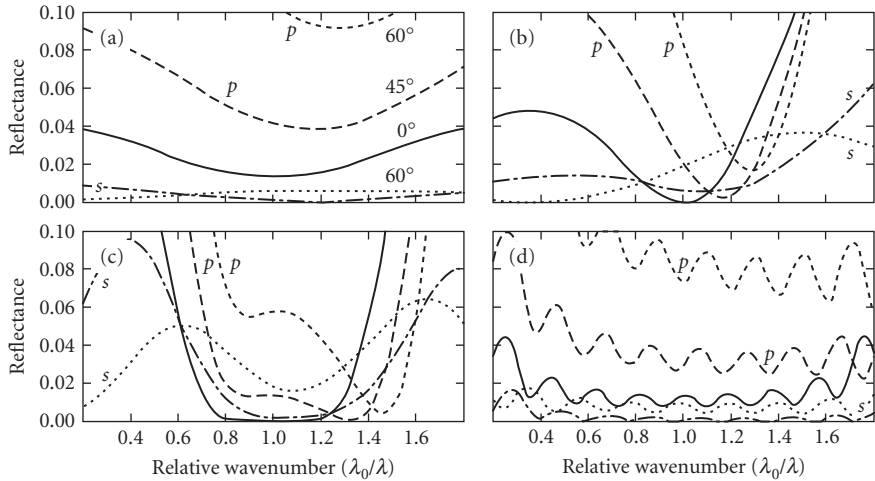 (a) p 60° (b)
p p p
45°
0° s
s 60° s
0.10 0.08 0.06 0.04 0.02 0.00
Reflectance
(c) p p (d) p
s
p
s s
0.10 0.08 0.06 0.04 0.02 0.00
Reflectance
0.4 0.6 0.8 1.0 1.2 1.4 1.6 0.4 0.6 0.8 1.0 1.2 1.4 1.6
Relative wavenumber (λ0/λ) Relative wavenumber (λ0/λ)